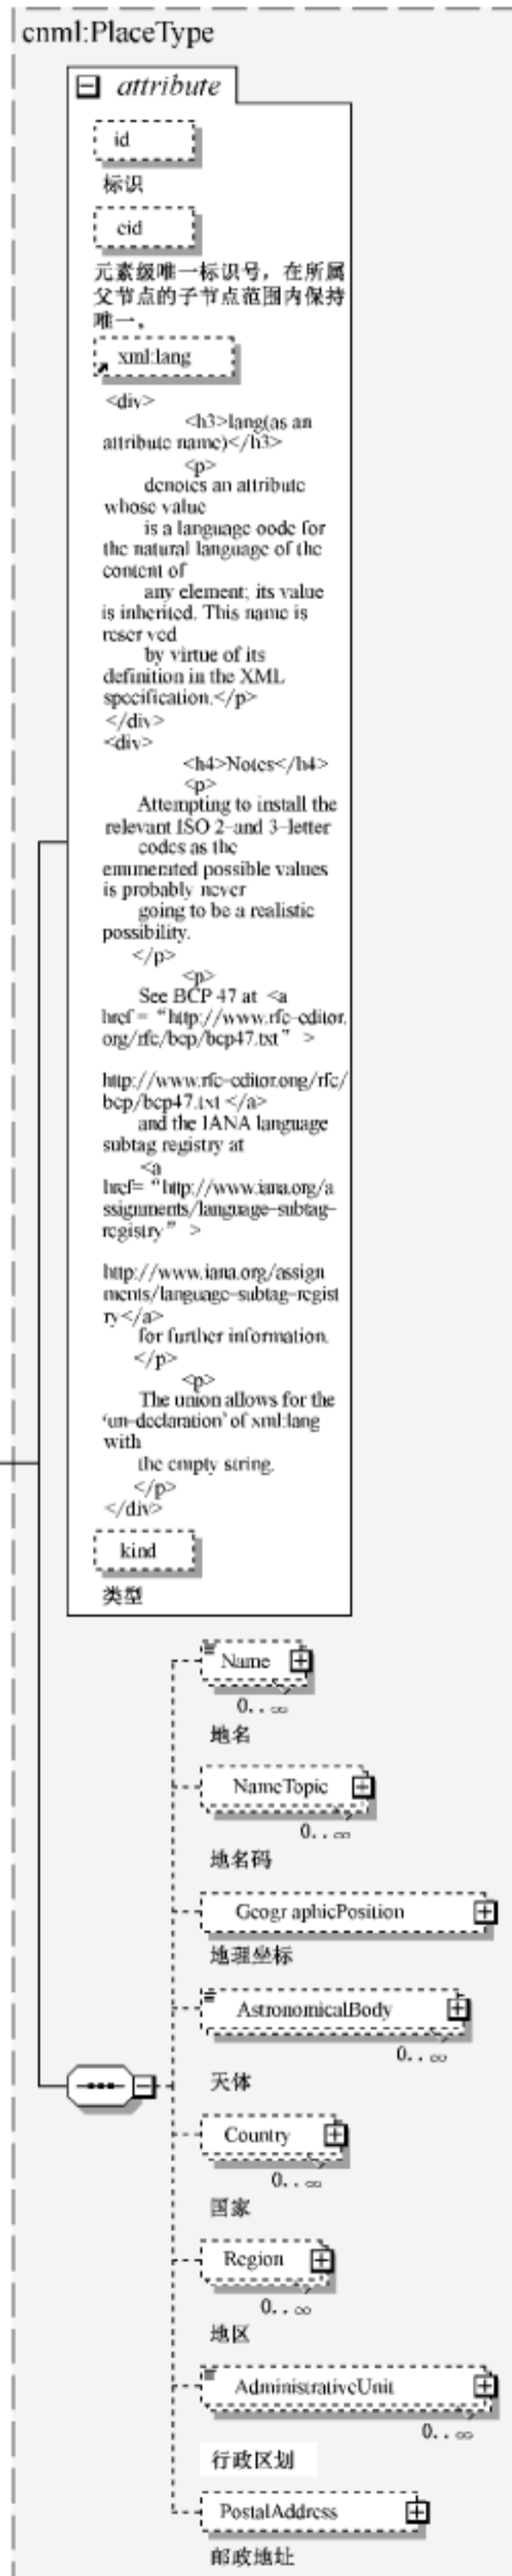 cnml:PlaceType
attribute
id
标识
cid
元素级唯一标识号，在所属
父节点的子节点范围内保持
唯一。
xml:lang
<div>
<h3>lang(as an
attribute name)</h3>
<p>
denotes an attribute
whose value
is a language oode for
the natural language of the
content of
any element; its value
is inherited. This name is
reser ved
by virtue of its
definition in the XML
specification.</p>
</div>
<div>
<h4>Notes</h4>
<p>
Attempting to install the
relevant ISO 2-and 3-letter
codes as the
enumerated possible values
is probably never
going to be a realistic
possibility.
</p>
<p>
See BCP 47 at <a
href = “http://www.rfc-editor.
org/rfc/bcp/bcp47.txt” >
http://www.rfc-editor.ong/rfc/
bcp/bcp47.txt </a>
and the IANA language
subtag registry at
<a
href= “http://www.iana.org/a
ssignments/language-subtag-
registry” >
http://www.iana.org/assign
ments/language-subtag-regist
ry</a>
for further information.
</p>
<p>
The union allows for the
‘un-declaration’ of xml:lang
with
the empty string.
</p>
</div>
kind
类型
Name
0..∞
地名
NameTopic
0..∞
地名码
Geogr aphicPosition
地理坐标
AstronomicalBody
0..∞
天体
Country
0..∞
国家
Region
0..∞
地区
AdministrativeUnit
0..∞
行政区划
PostalAddress
邮政地址